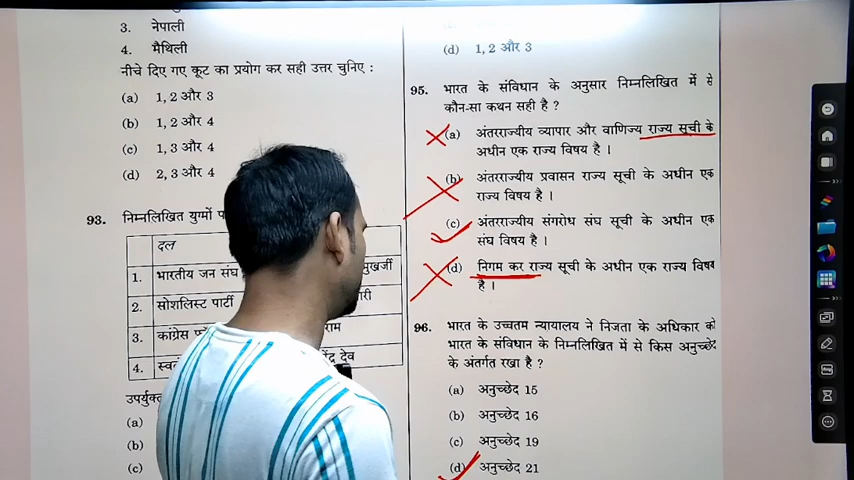 3. नेपाली
4. मैथिली
नीचे दिए गए कूट का प्रयोग कर सही उत्तर चुनिए :
(a) 1, 2 और 3
(b) 1, 2 और 4
(c) 1, 3 और 4
(d) 2, 3 और 4
93. निम्नलिखित युग्मों
दल
1. भारतीय जन संघ
2. सोशलिस्ट पार्टी
3. कांग्रेस
राम
4.
देव
उपर्युक्त
(a)
(b)
(c)
(d) 1, 2 और 3
95. भारत के संविधान के अनुसार निम्नलिखित में से
कौन-सा कथन सही है ?
(a) अंतरराज्यीय व्यापार और वाणिज्य राज्य सूची के
अधीन एक राज्य विषय है ।
(b) अंतरराज्यीय प्रवासन राज्य सूची के अधीन एक
राज्य विषय है ।
(c) अंतरराज्यीय संगरोध संघ सूची के अधीन एक
संघ विषय है ।
(d) निगम कर राज्य सूची के अधीन एक राज्य विषय
है ।
96. भारत के उच्चतम न्यायालय ने निजता के अधिकार को
भारत के संविधान के निम्नलिखित में से किस अनुच्छेद
के अंतर्गत रखा है ?
(a) अनुच्छेद 15
(b) अनुच्छेद 16
(c) अनुच्छेद 19
(d) अनुच्छेद 21